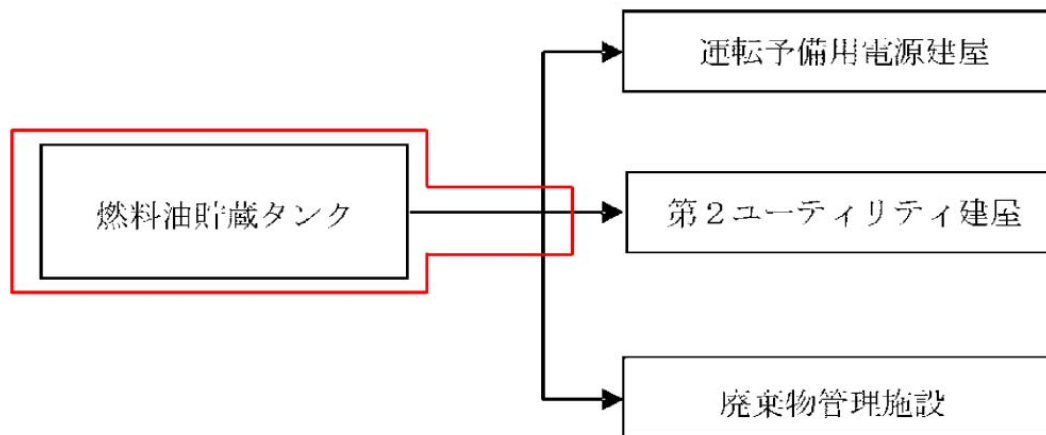 運転予備用電源建屋
燃料油貯蔵タンク
第2ユーティリティ建屋
廃棄物管理施設